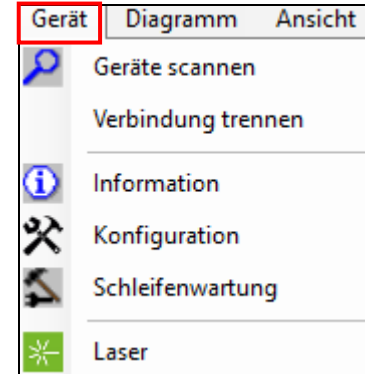 Gerät Diagramm Ansicht
Geräte scannen
Verbindung trennen
Information
Konfiguration
Schleifenwartung
Laser